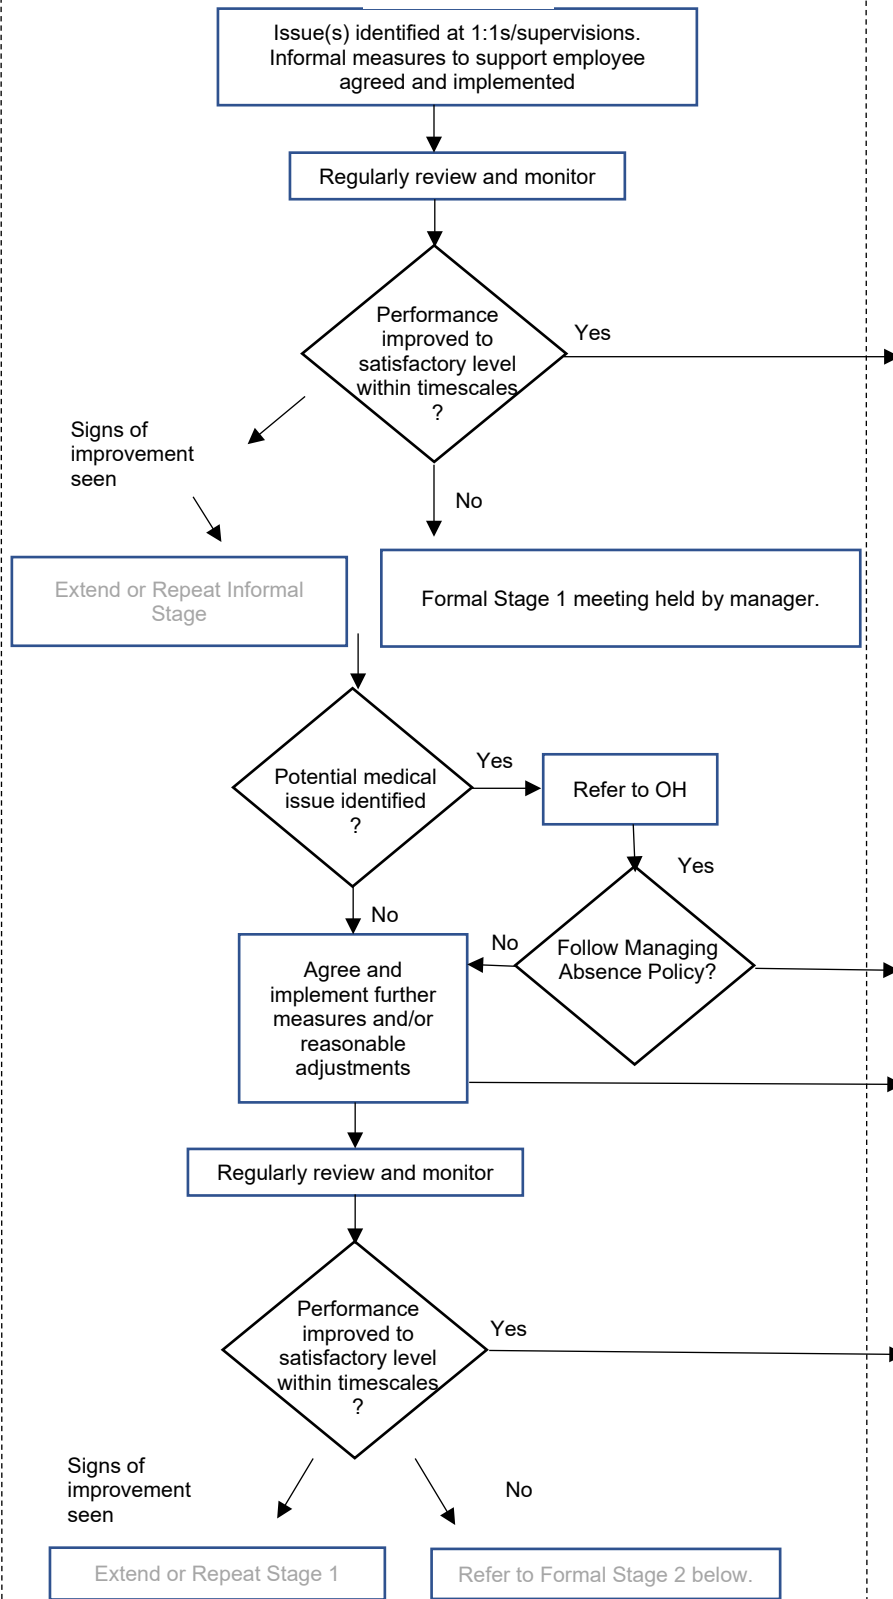 Issue(s) identified at 1:1s/supervisions.
Informal measures to support employee
agreed and implemented
Regularly review and monitor
Performance
improved to
satisfactory level
within timescales
?
Yes
Signs of
improvement
seen
No
Extend or Repeat Informal
Stage
Formal Stage 1 meeting held by manager.
Potential medical
issue identified
?
Yes
Refer to OH
Yes
No
No
Follow Managing
Absence Policy?
Agree and
implement further
measures and/or
reasonable
adjustments
Regularly review and monitor
Performance
improved to
satisfactory level
within timescales
?
Yes
Signs of
improvement
seen
No
Extend or Repeat Stage 1
Refer to Formal Stage 2 below.